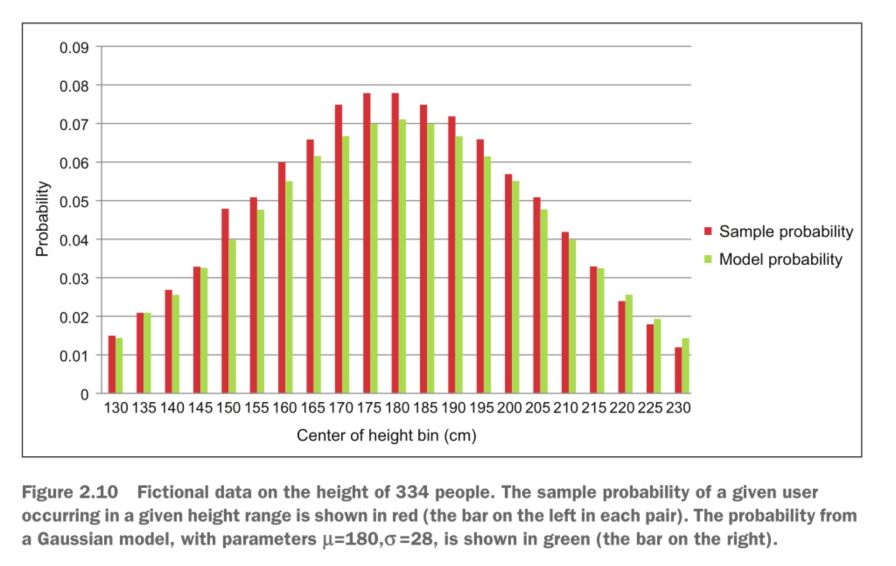 0.09
0.08
0.07
0.06
0.05
0.04
0.03
0.02
0.01
0
Probability
130 135 140 145 150 155 160 165 170 175 180 185 190 195 200 205 210 215 220 225 230
Center of height bin (cm)
Sample probability
Model probability
Figure 2.10 Fictional data on the height of 334 people. The sample probability of a given user
occurring in a given height range is shown in red (the bar on the left in each pair). The probability from
a Gaussian model, with parameters μ=180,σ=28, is shown in green (the bar on the right).